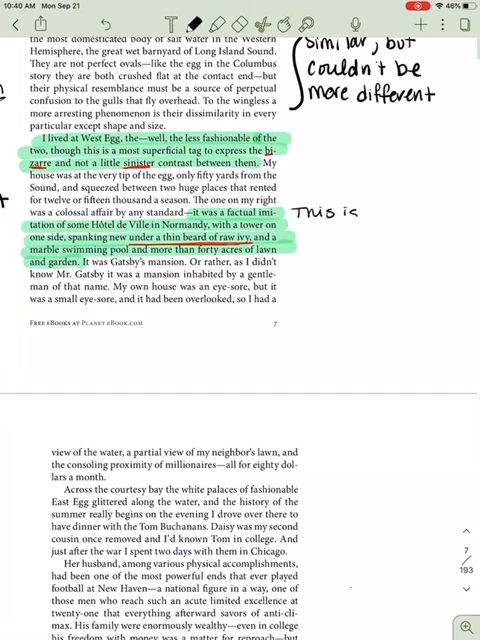 10:40 AM Mon Sep 21
46%
the most domesticated body of salt water in the Western
Hemisphere, the great wet barnyard of Long Island Sound.
They are not perfect ovals—like the egg in the Columbus
story they are both crushed flat at the contact end—but
their physical resemblance must be a source of perpetual
confusion to the gulls that fly overhead. To the wingless
a more arresting phenomenon is their dissimilarity in every
particular except shape and size.
similar, but
couldn't be
more different
I lived at West Egg, the—well, the less fashionable of the
two, though this is a most superficial tag to express the bi-
zarre and not a little sinister contrast between them. My
house was at the very tip of the egg, only fifty yards from the
Sound, and squeezed between two huge places that rented
for twelve or fifteen thousand a season. The one on my right
was a colossal affair by any standard—it was a factual imi-
tation of some Hôtel de Ville in Normandy, with a tower on
one side, spanking new under a thin beard of raw ivy, and a
marble swimming pool and more than forty acres of lawn
and garden. It was Gatsby's mansion. Or rather, as I didn't
know Mr. Gatsby it was a mansion inhabited by a gentle-
man of that name. My own house was an eye-sore, but it
was a small eye-sore, and it had been overlooked, so I had a
This is
Free eBooks at Planet eBook.com
7
view of the water, a partial view of my neighbor's lawn, and
the consoling proximity of millionaires—all for eighty dol-
lars a month.
Across the courtesy bay the white palaces of fashionable
East Egg glittered along the water, and the history of the
summer really begins on the evening I drove over there to
have dinner with the Tom Buchanans. Daisy was my second
cousin once removed and I'd known Tom in college. And
just after the war I spent two days with them in Chicago.
Her husband, among various physical accomplishments,
had been one of the most powerful ends that ever played
football at New Haven—a national figure in a way, one of
those men who reach such an acute limited excellence at
twenty-one that everything afterward savors of anti-cli-
max. His family were enormously wealthy—even in college
his freedom with money was a matter for reproach—but
7
193